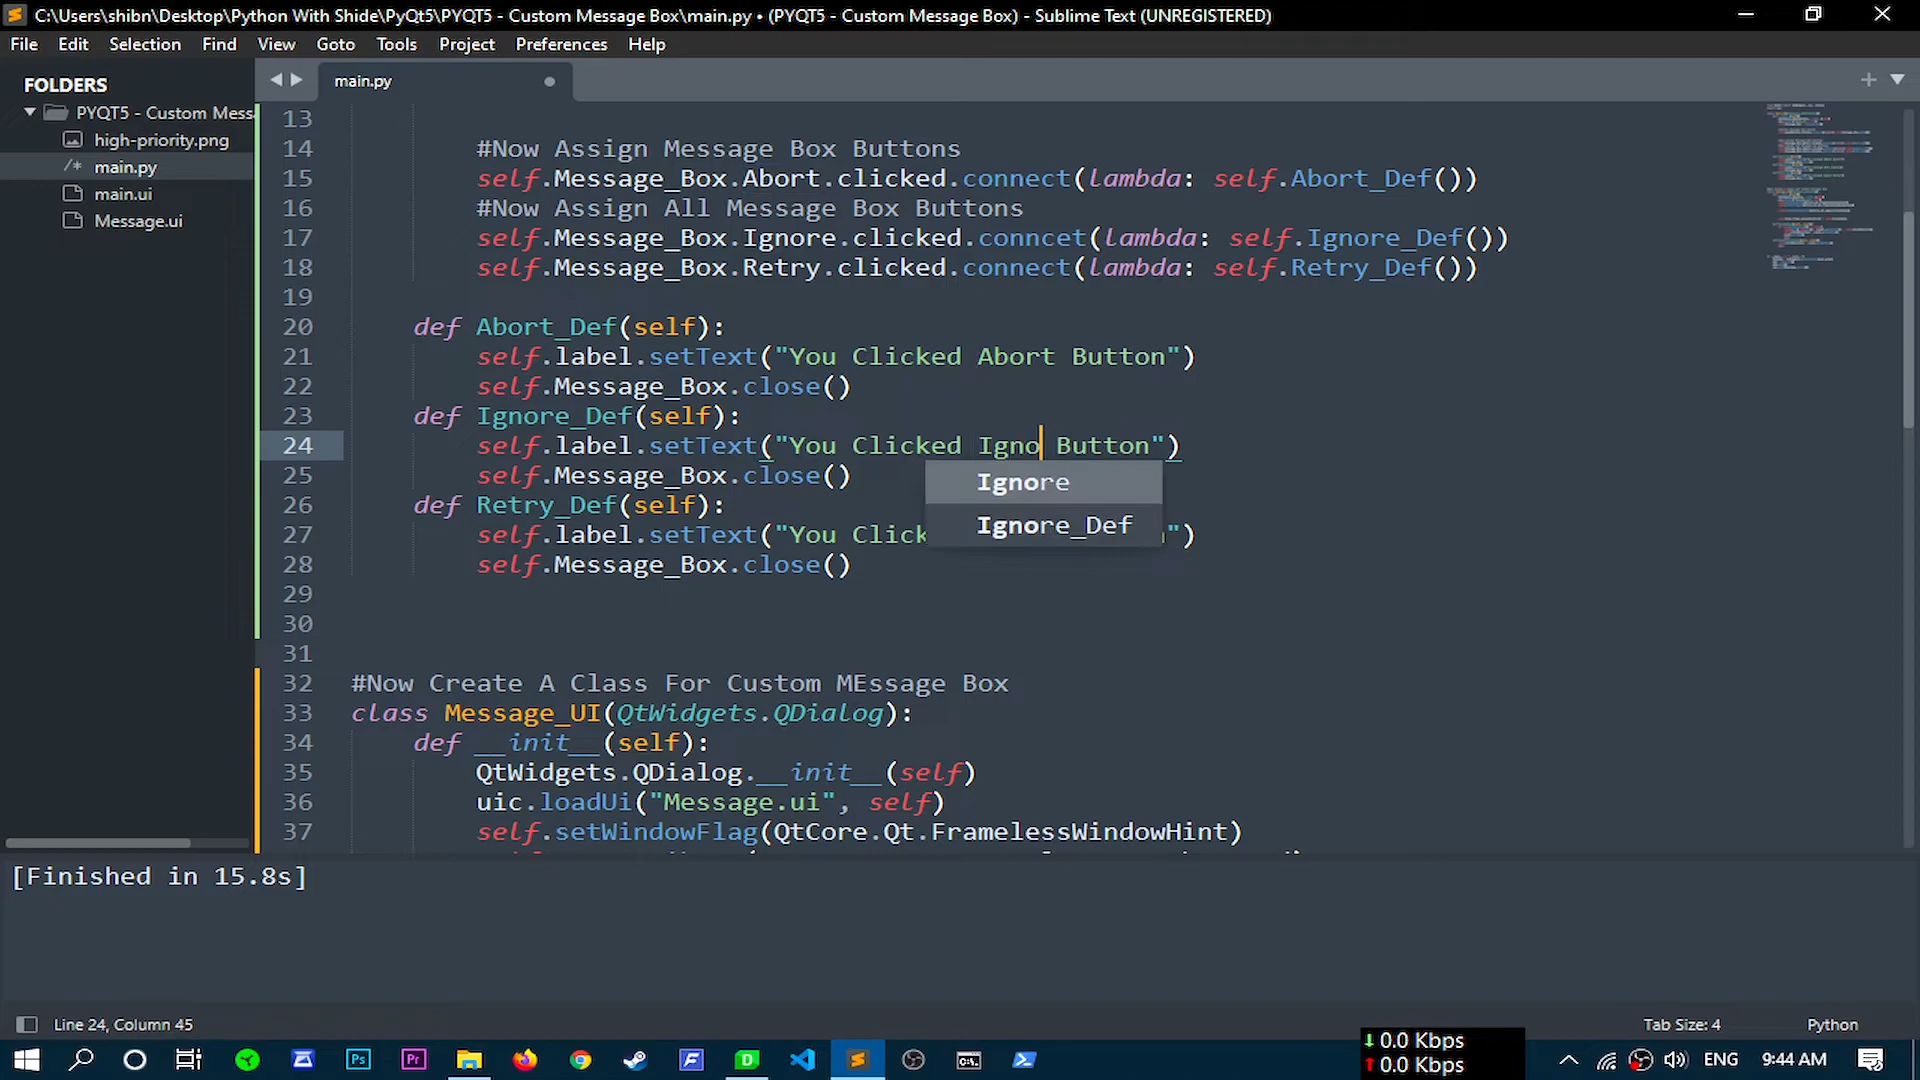 C:\Users\shibn\Desktop\Python With Shide\PyQt5\PYQT5 - Custom Message Box\main.py • (PYQT5 - Custom Message Box) - Sublime Text (UNREGISTERED)
File Edit Selection Find View Goto Tools Project Preferences Help
FOLDERS
PYQT5 - Custom Mess
high-priority.png
main.py
main.ui
Message.ui
main.py
13
14 #Now Assign Message Box Buttons
15 self.Message_Box.Abort.clicked.connect(lambda: self.Abort_Def())
16 #Now Assign All Message Box Buttons
17 self.Message_Box.Ignore.clicked.conncet(lambda: self.Ignore_Def())
18 self.Message_Box.Retry.clicked.connect(lambda: self.Retry_Def())
19
20 def Abort_Def(self):
21 self.label.setText("You Clicked Abort Button")
22 self.Message_Box.close()
23 def Ignore_Def(self):
24 self.label.setText("You Clicked Igno Button")
25 self.Message_Box.close()
Ignore
Ignore_Def
26 def Retry_Def(self):
27 self.label.setText("You Click ")
28 self.Message_Box.close()
29
30
31
32 #Now Create A Class For Custom MEssage Box
33 class Message_UI(QtWidgets.QDialog):
34 def __init__(self):
35 QtWidgets.QDialog.__init__(self)
36 uic.loadUi("Message.ui", self)
37 self.setWindowFlag(QtCore.Qt.FramelessWindowHint)
[Finished in 15.8s]
Line 24, Column 45
Tab Size: 4
Python
Ps
Pr
F
D
C:\.
0.0 Kbps
0.0 Kbps
ENG
9:44 AM